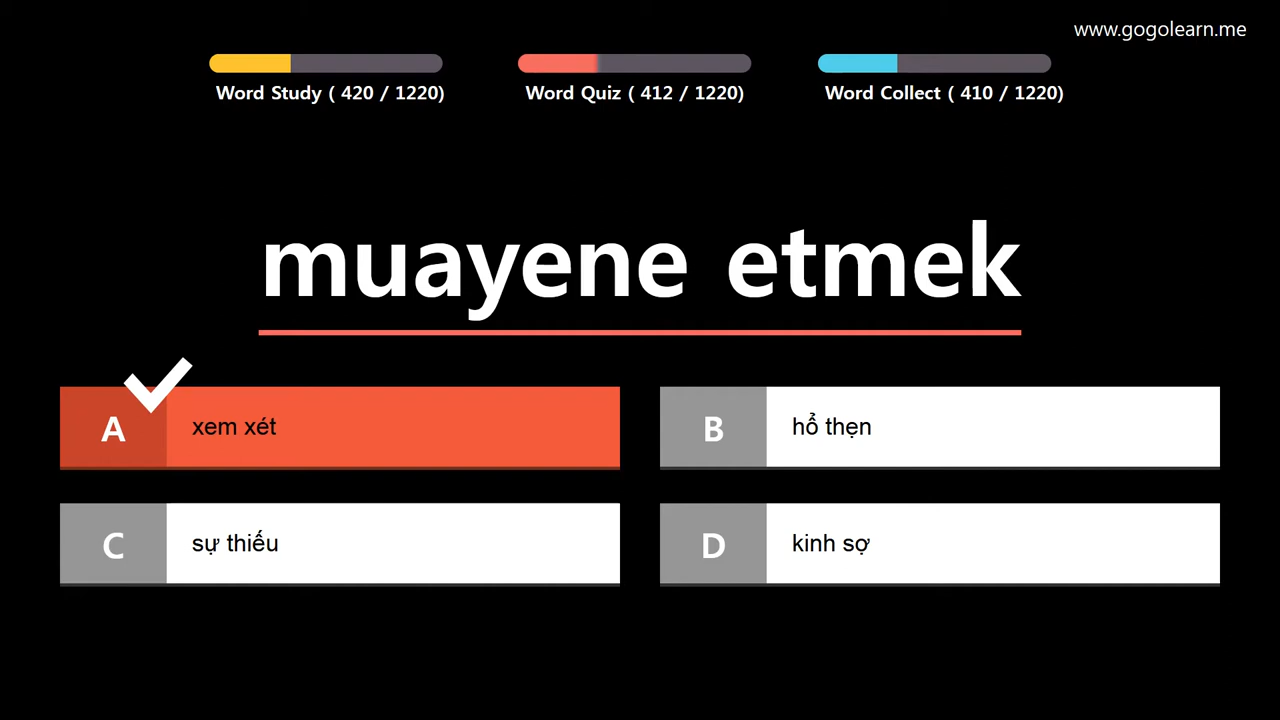 www.gogolearn.me
Word Study ( 420 / 1220)
Word Quiz ( 412 / 1220)
Word Collect ( 410 / 1220)
muayene etmek
A
xem xét
B
hổ thẹn
C
sự thiếu
D
kinh sợ